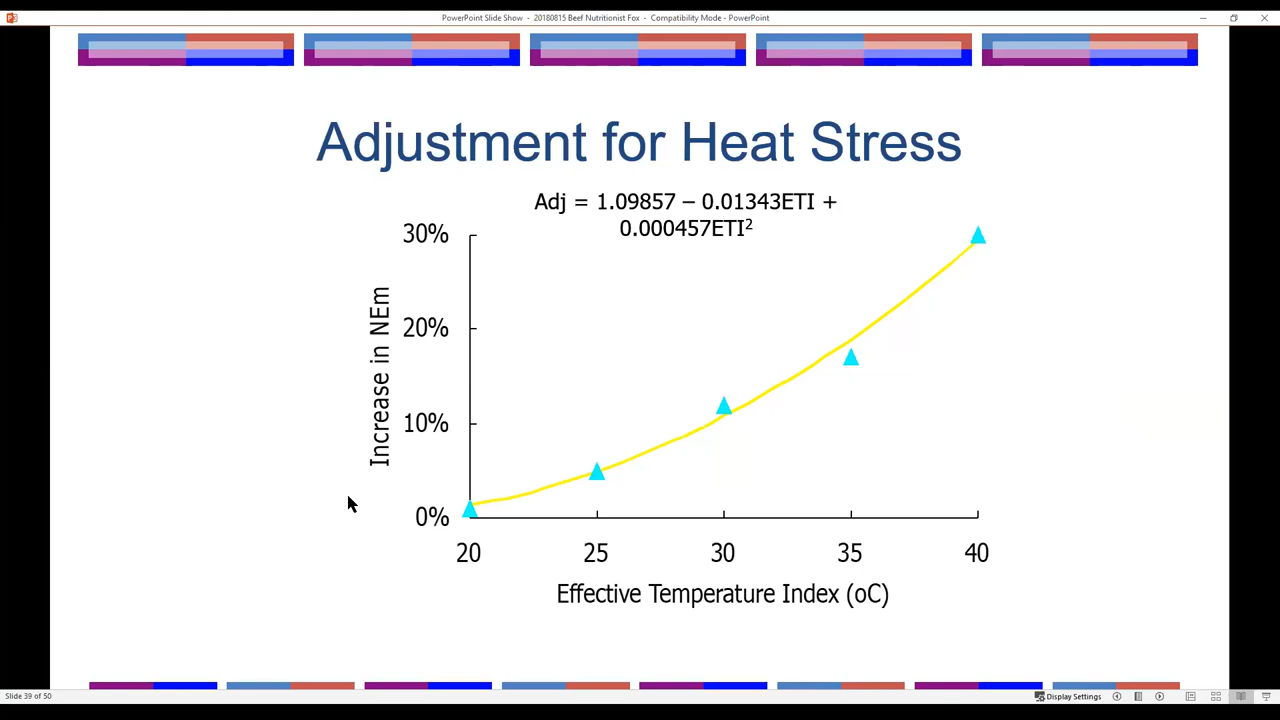 PowerPoint Slide Show - 20180815 Beef Nutritionist Fox - Compatibility Mode - PowerPoint
Adjustment for Heat Stress
Adj = 1.09857 – 0.01343ETI +
0.000457ETI²
30%
20%
10%
0%
Increase in NEm
20 25 30 35 40
Effective Temperature Index (oC)
Slide 39 of 50
Display Settings